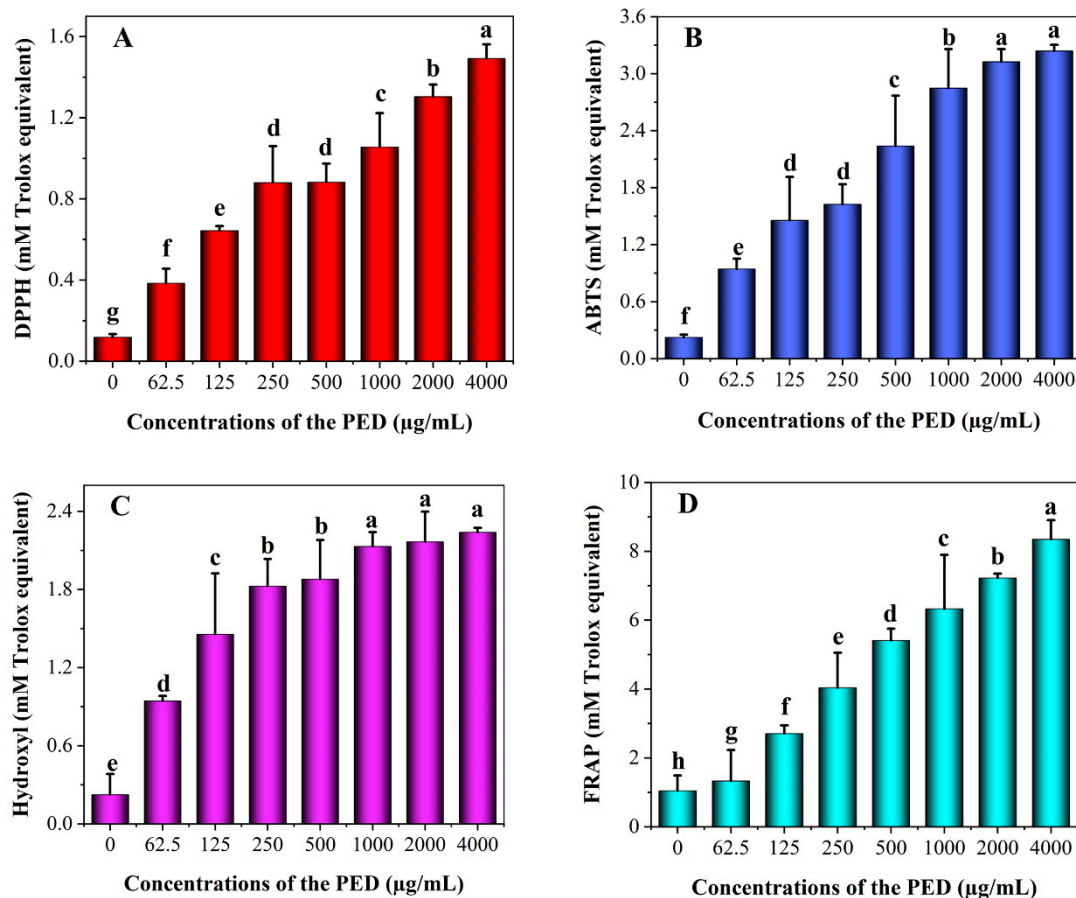 A
DPPH (mM Trolox equivalent)
1.6
1.2
0.8
0.4
0.0
g f e d d c b a
0 62.5 125 250 500 1000 2000 4000
Concentrations of the PED (µg/mL)
B
ABTS (mM Trolox equivalent)
3.6
3.0
2.4
1.8
1.2
0.6
0.0
f e d d c b a a
0 62.5 125 250 500 1000 2000 4000
Concentrations of the PED (µg/mL)
C
Hydroxyl (mM Trolox equivalent)
2.4
1.8
1.2
0.6
0.0
e d c b b a a a
0 62.5 125 250 500 1000 2000 4000
Concentrations of the PED (µg/mL)
D
FRAP (mM Trolox equivalent)
10
8
6
4
2
0
h g f e d c b a
0 62.5 125 250 500 1000 2000 4000
Concentrations of the PED (µg/mL)